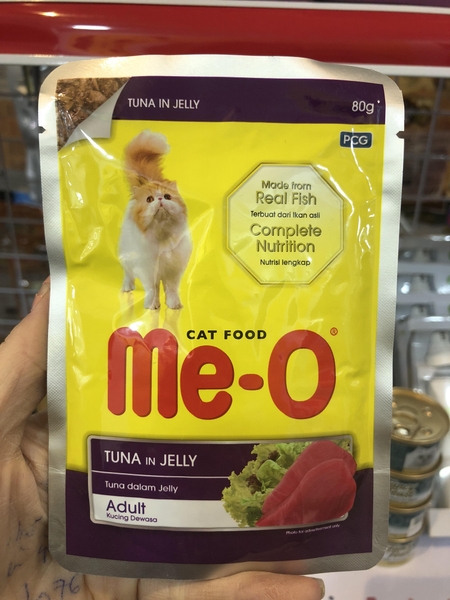 TUNA IN JELLY
80g
PCG
Made from
Real Fish
Terbuat dari Ikan asli
Complete
Nutrition
Nutrisi lengkap
CAT FOOD
me-O®
TUNA IN JELLY
Tuna dalam Jelly
Adult
Kucing Dewasa